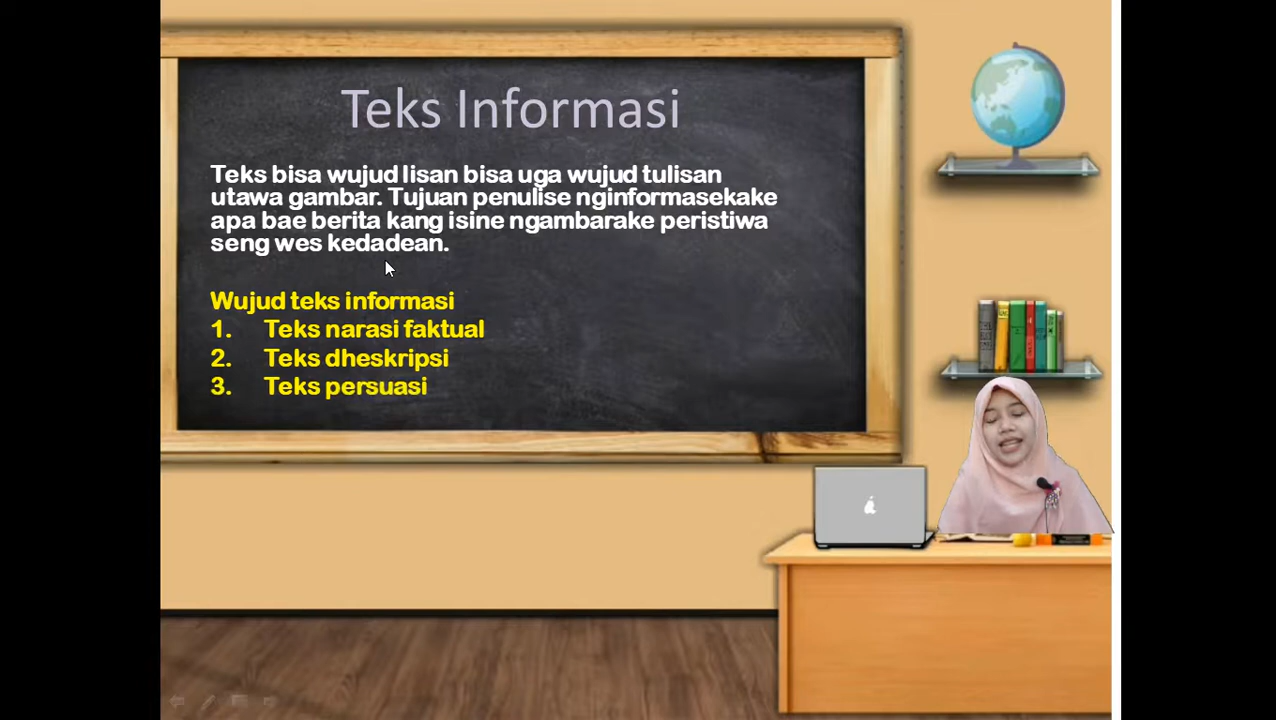 Teks Informasi
Teks bisa wujud lisan bisa uga wujud tulisan
utawa gambar. Tujuan penulise nginformasekake
apa bae berita kang isine ngambarake peristiwa
seng wes kedadean.
Wujud teks informasi
1. Teks narasi faktual
2. Teks dheskripsi
3. Teks persuasi